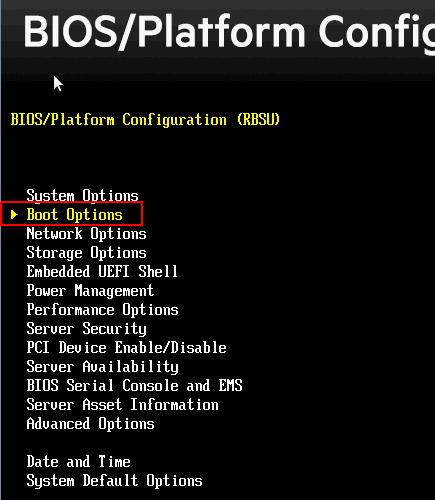 BIOS/Platform Config
BIOS/Platform Configuration (RBSU)
System Options
Boot Options
Network Options
Storage Options
Embedded UEFI Shell
Power Management
Performance Options
Server Security
PCI Device Enable/Disable
Server Availability
BIOS Serial Console and EMS
Server Asset Information
Advanced Options
Date and Time
System Default Options